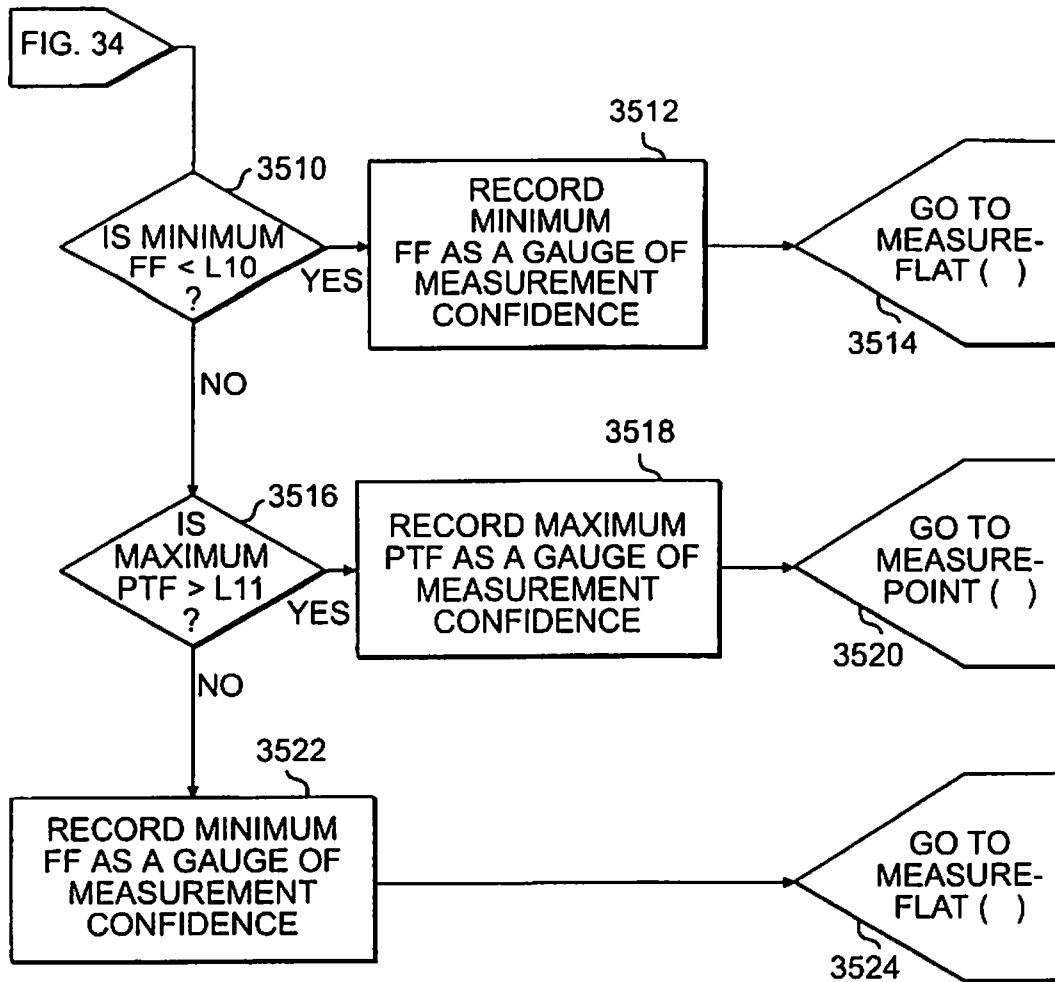 FIG. 34
3510
IS MINIMUM
FF < L10
?
YES
NO
3512
RECORD
MINIMUM
FF AS A GAUGE OF
MEASUREMENT
CONFIDENCE
GO TO
MEASURE-
FLAT ( )
3514
3516
IS
MAXIMUM
PTF > L11
?
YES
NO
3518
RECORD MAXIMUM
PTF AS A GAUGE OF
MEASUREMENT
CONFIDENCE
GO TO
MEASURE-
POINT ( )
3520
3522
RECORD MINIMUM
FF AS A GAUGE OF
MEASUREMENT
CONFIDENCE
GO TO
MEASURE-
FLAT ( )
3524